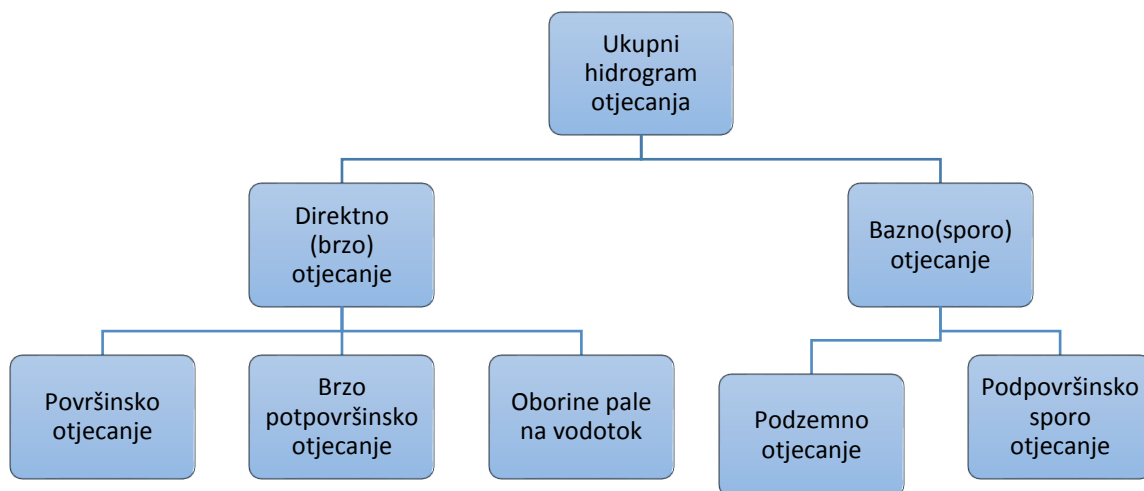 Ukupni
hidrogram
otjecanja
Direktno
(brzo)
otjecanje
Bazno(sporo)
otjecanje
Površinsko
otjecanje
Brzo
potpovršinsko
otjecanje
Oborine pale
na vodotok
Podzemno
otjecanje
Podpovršinsko
sporo
otjecanje